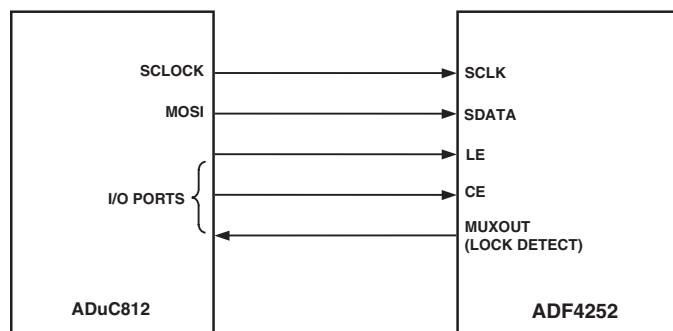 SCLOCK
SCLK
MOSI
SDATA
LE
I/O PORTS
CE
MUXOUT
(LOCK DETECT)
ADuC812
ADF4252